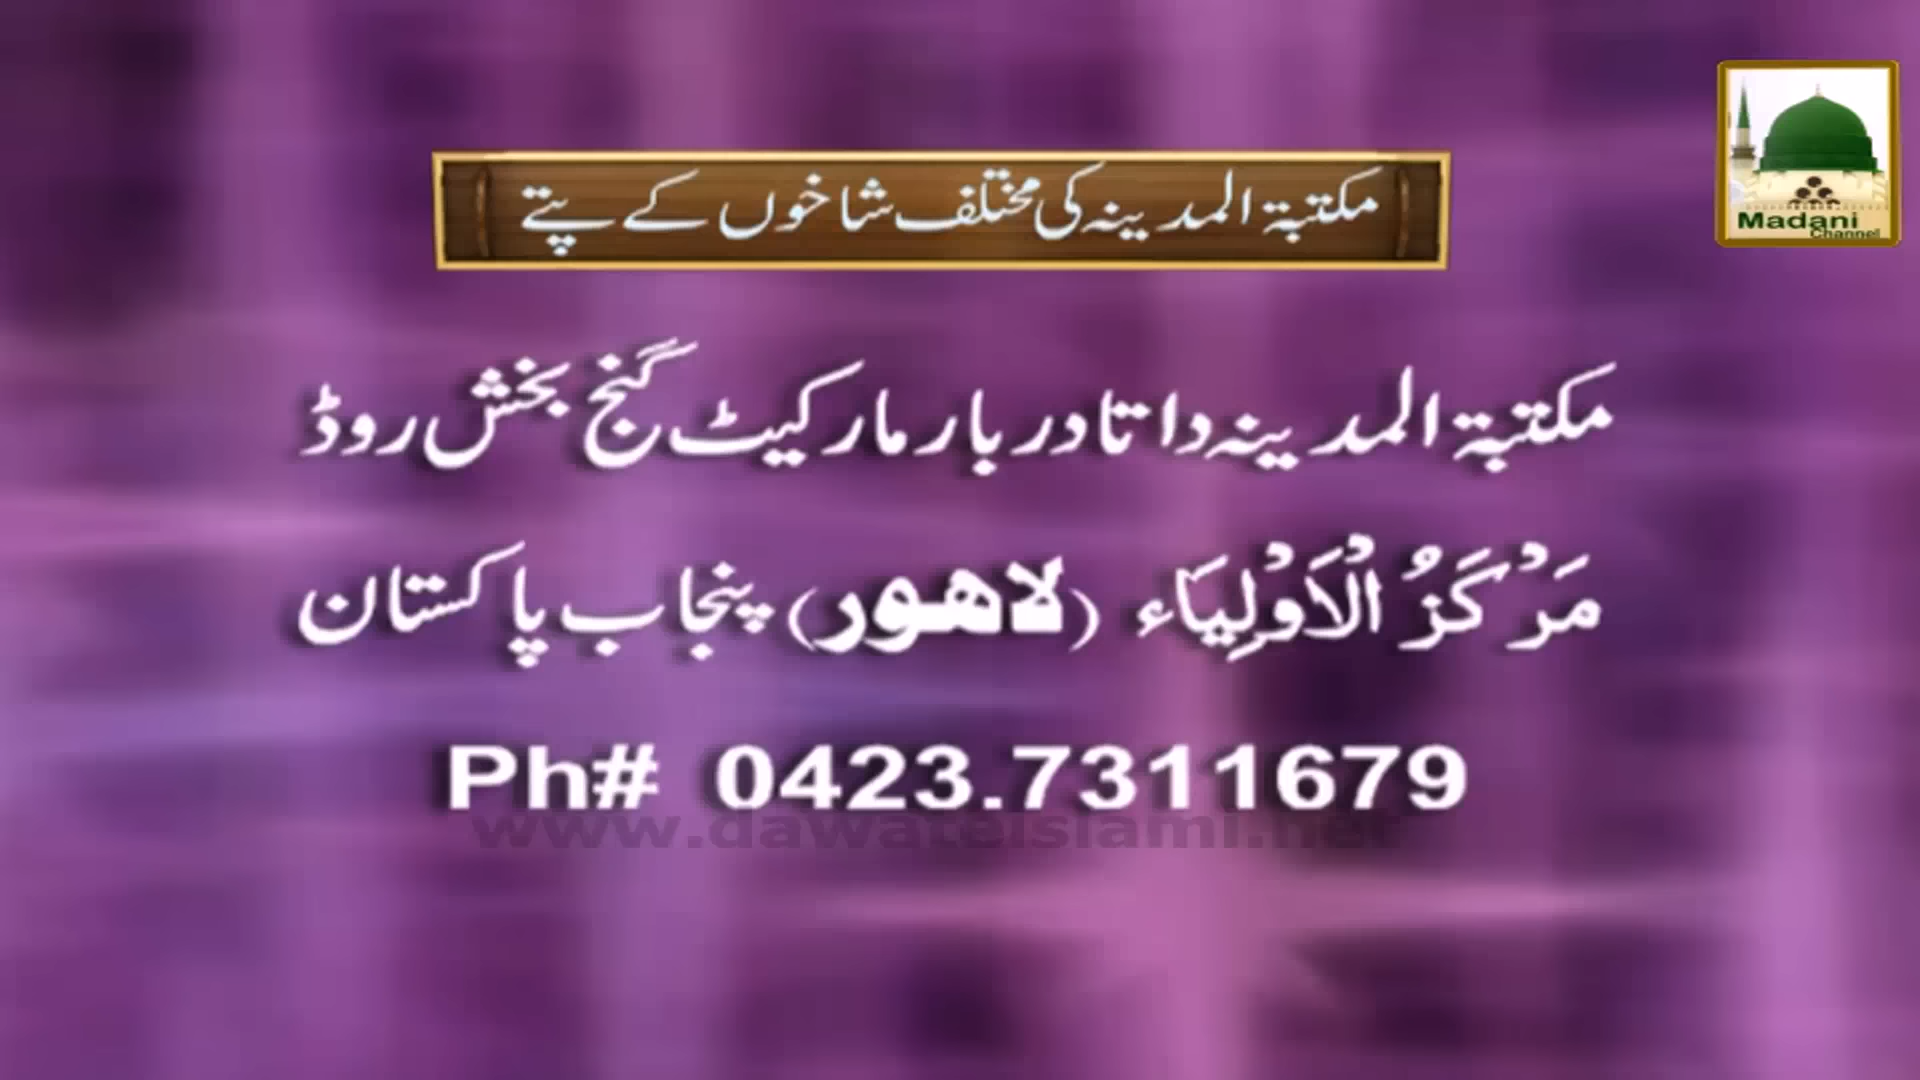 Madani
Channel
مکتبۃ المدینہ کی مختلف شاخوں کے پتے
مکتبۃ المدینہ داتا دربار مارکیٹ گنج بخش روڈ
مَرْکَزُ الْاَوْلِیَاء (لاھور) پنجاب پاکستان
Ph# 0423.7311679
www.dawateislami.net